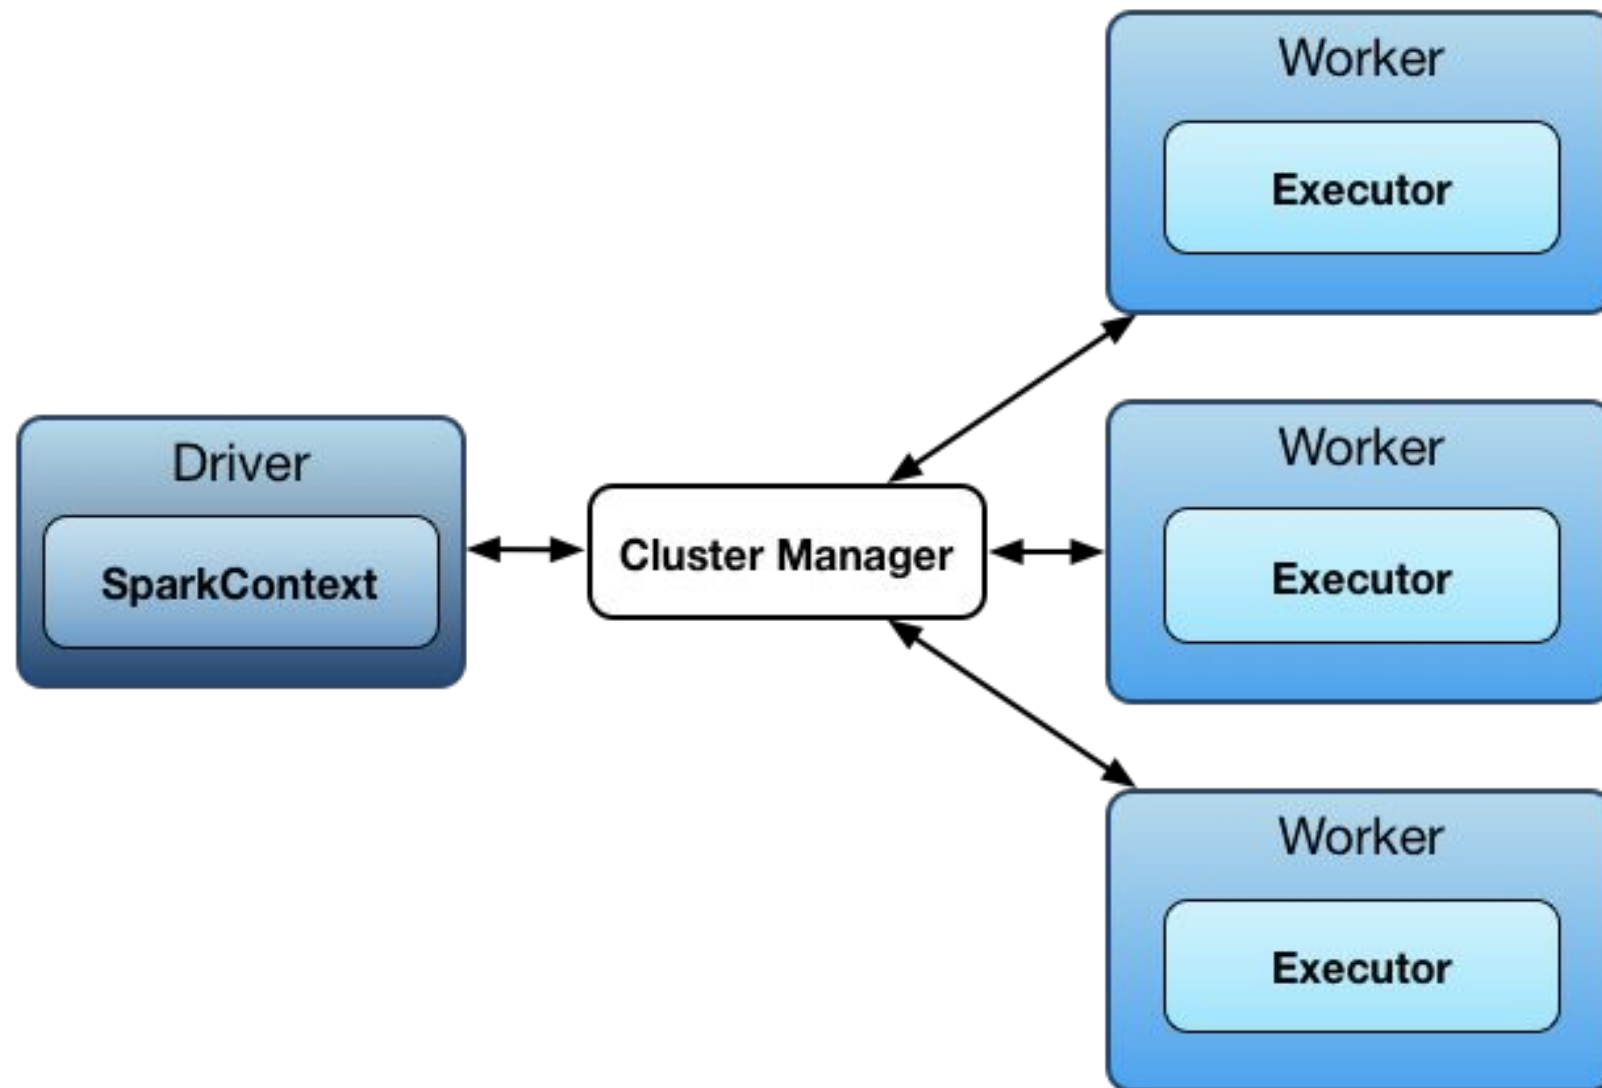 Worker
Executor
Driver
SparkContext
Cluster Manager
Worker
Executor
Worker
Executor